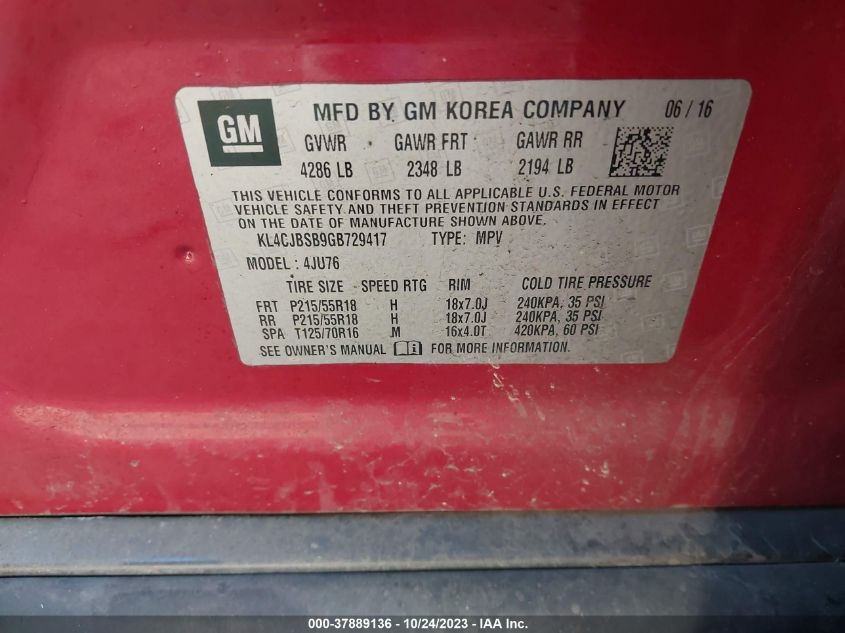 GM
MFD BY GM KOREA COMPANY 06 / 16
GVWR GAWR FRT GAWR RR
4286 LB 2348 LB 2194 LB
THIS VEHICLE CONFORMS TO ALL APPLICABLE U.S. FEDERAL MOTOR
VEHICLE SAFETY AND THEFT PREVENTION STANDARDS IN EFFECT
ON THE DATE OF MANUFACTURE SHOWN ABOVE.
KL4CJBSB9GB729417 TYPE: MPV
MODEL : 4JU76
TIRE SIZE SPEED RTG RIM COLD TIRE PRESSURE
FRT P215/55R18 H 18x7.0J 240KPA, 35 PSI
RR P215/55R18 H 18x7.0J 240KPA, 35 PSI
SPA T125/70R16 M 16x4.0T 420KPA, 60 PSI
SEE OWNER'S MANUAL FOR MORE INFORMATION.
000-37889136 - 10/24/2023 - IAA Inc.